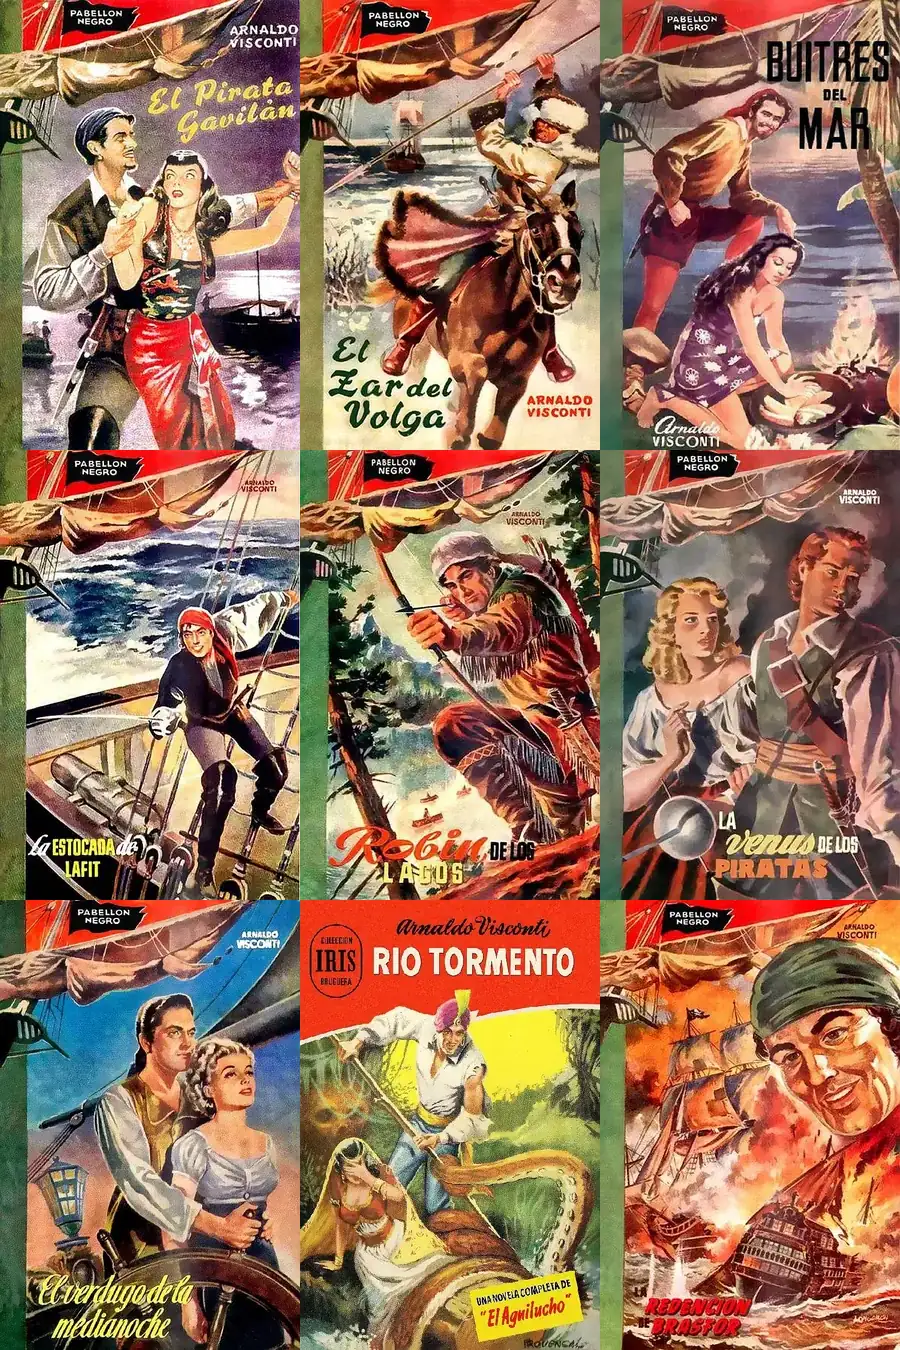 PABELLON
NEGRO
ARNALDO
VISCONTI
El Pirata
Gavilán
PABELLON
NEGRO
El
Zar del
Volga
ARNALDO
VISCONTI
PABELLON
NEGRO
BUITRES
DEL
MAR
Arnaldo
VISCONTI
PABELLON
NEGRO
ARNALDO
VISCONTI
La ESTOCADA de
LAFIT
PABELLON
NEGRO
ARNALDO
VISCONTI
Robin DE LOS
LAGOS
PABELLON
NEGRO
ARNALDO
VISCONTI
LA
venus DE LOS
PIRATAS
PABELLON
NEGRO
ARNALDO
VISCONTI
El verdugo de la
medianoche
Arnaldo Visconti
COLECCION
IRIS
BRUGUERA
RIO TORMENTO
UNA NOVELA COMPLETA DE
"El Aguilucho"
PROVENSAL
PABELLON
NEGRO
ARNALDO
VISCONTI
LA
REDENCION
DE BRASFOR